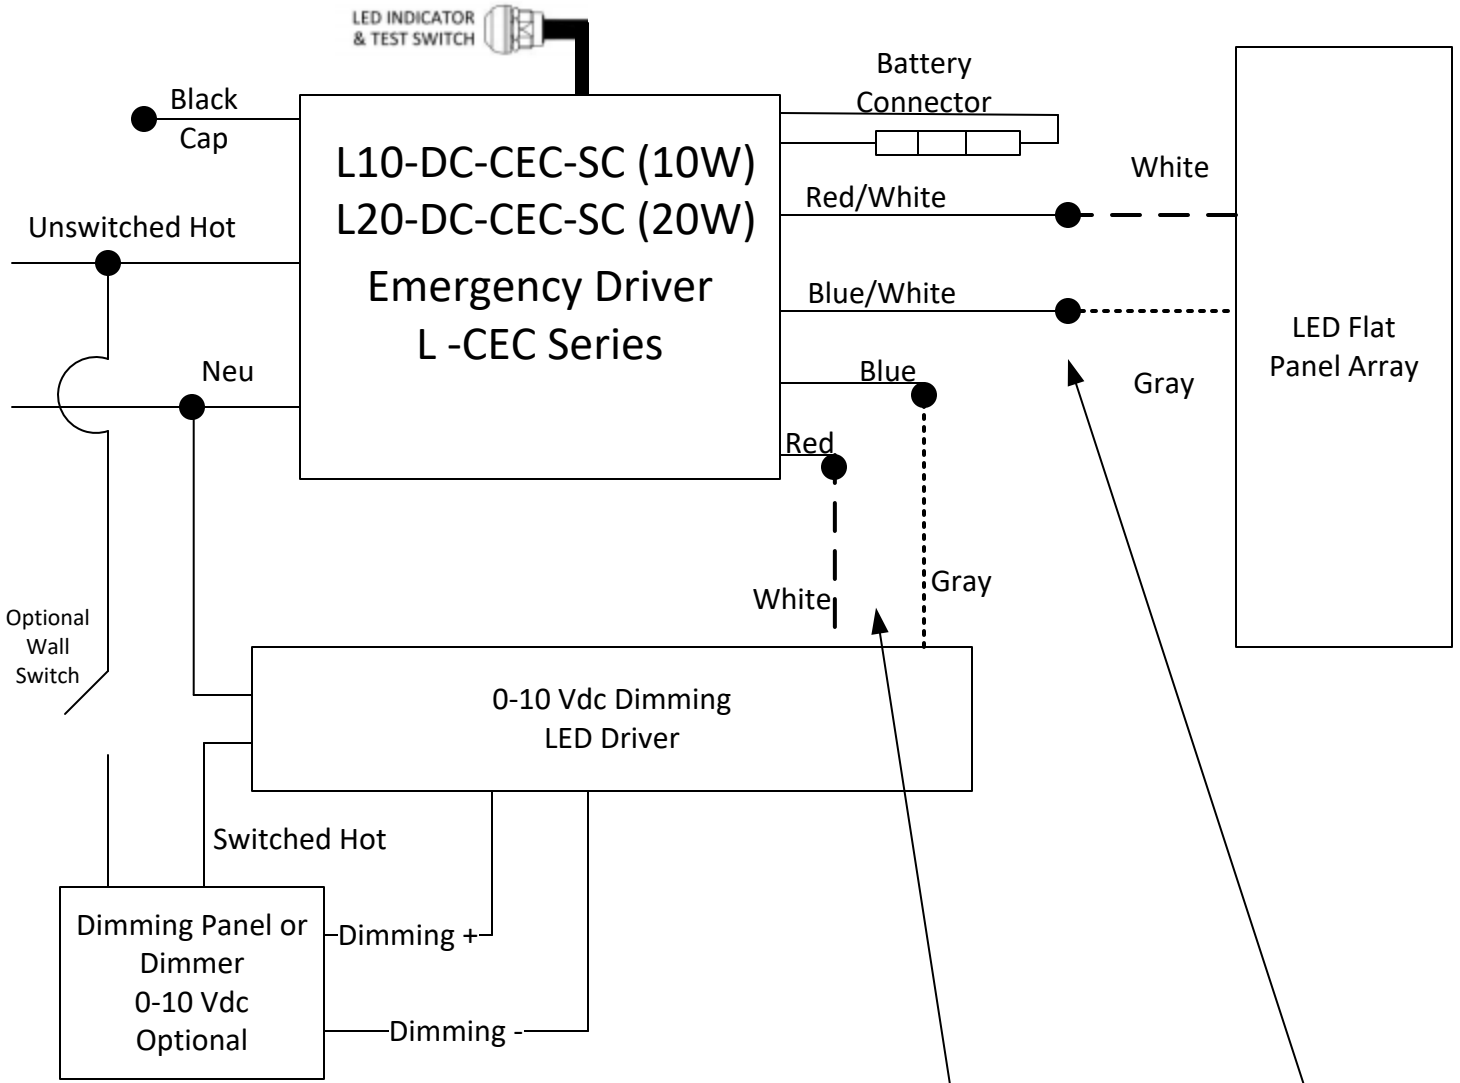 LED INDICATOR
& TEST SWITCH
Battery
Connector
Black
Cap
L10-DC-CEC-SC (10W)
L20-DC-CEC-SC (20W)
Emergency Driver
L -CEC Series
White
Red/White
Unswitched Hot
Blue/White
LED Flat
Panel Array
Neu
Blue
Gray
Red
Gray
White
Optional
Wall
Switch
0-10 Vdc Dimming
LED Driver
Switched Hot
Dimming Panel or
Dimmer
0-10 Vdc
Optional
Dimming +
Dimming -